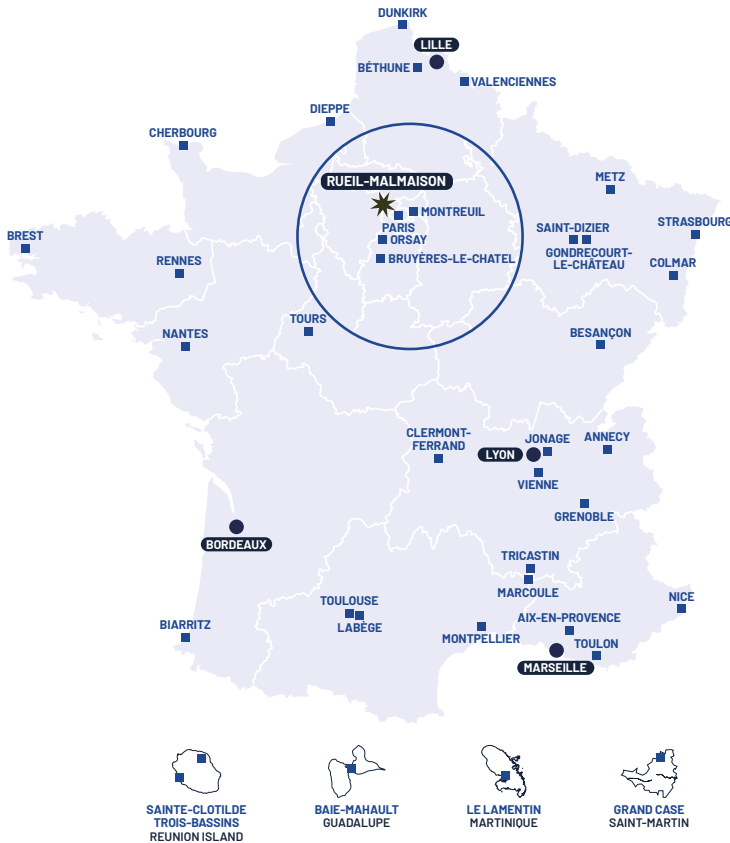 DUNKIRK
LILLE
BÉTHUNE
VALENCIENNES
DIEPPE
CHERBOURG
RUEIL-MALMAISON
METZ
MONTREUIL
PARIS
ORSAY
BRUYÈRES-LE-CHATEL
SAINT-DIZIER
GONDRECOURT-
LE-CHÂTEAU
STRASBOURG
COLMAR
BREST
RENNES
NANTES
TOURS
BESANÇON
CLERMONT-
FERRAND
LYON
JONAGE
ANNECY
VIENNE
GRENOBLE
BORDEAUX
TRICASTIN
MARCOULE
TOULOUSE
LABÈGE
BIARRITZ
MONTPELLIER
AIX-EN-PROVENCE
NICE
TOULON
MARSEILLE
SAINTE-CLOTILDE
TROIS-BASSINS
REUNION ISLAND
BAIE-MAHAULT
GUADALUPE
LE LAMENTIN
MARTINIQUE
GRAND CASE
SAINT-MARTIN